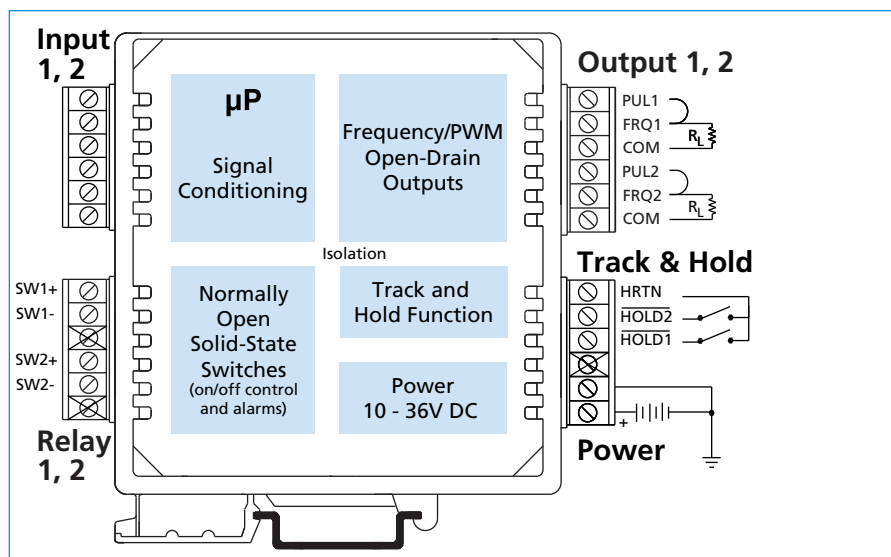 Input
1, 2
µP
Signal
Conditioning
Frequency/PWM
Open-Drain
Outputs
Output 1, 2
PUL1
FRQ1
COM
RL
PUL2
FRQ2
COM
RL
Isolation
SW1+
SW1-
SW2+
SW2-
Relay
1, 2
Normally
Open
Solid-State
Switches
(on/off control
and alarms)
Track and
Hold Function
Power
10 - 36V DC
Track & Hold
HRTN
HOLD2
HOLD1
+
Power